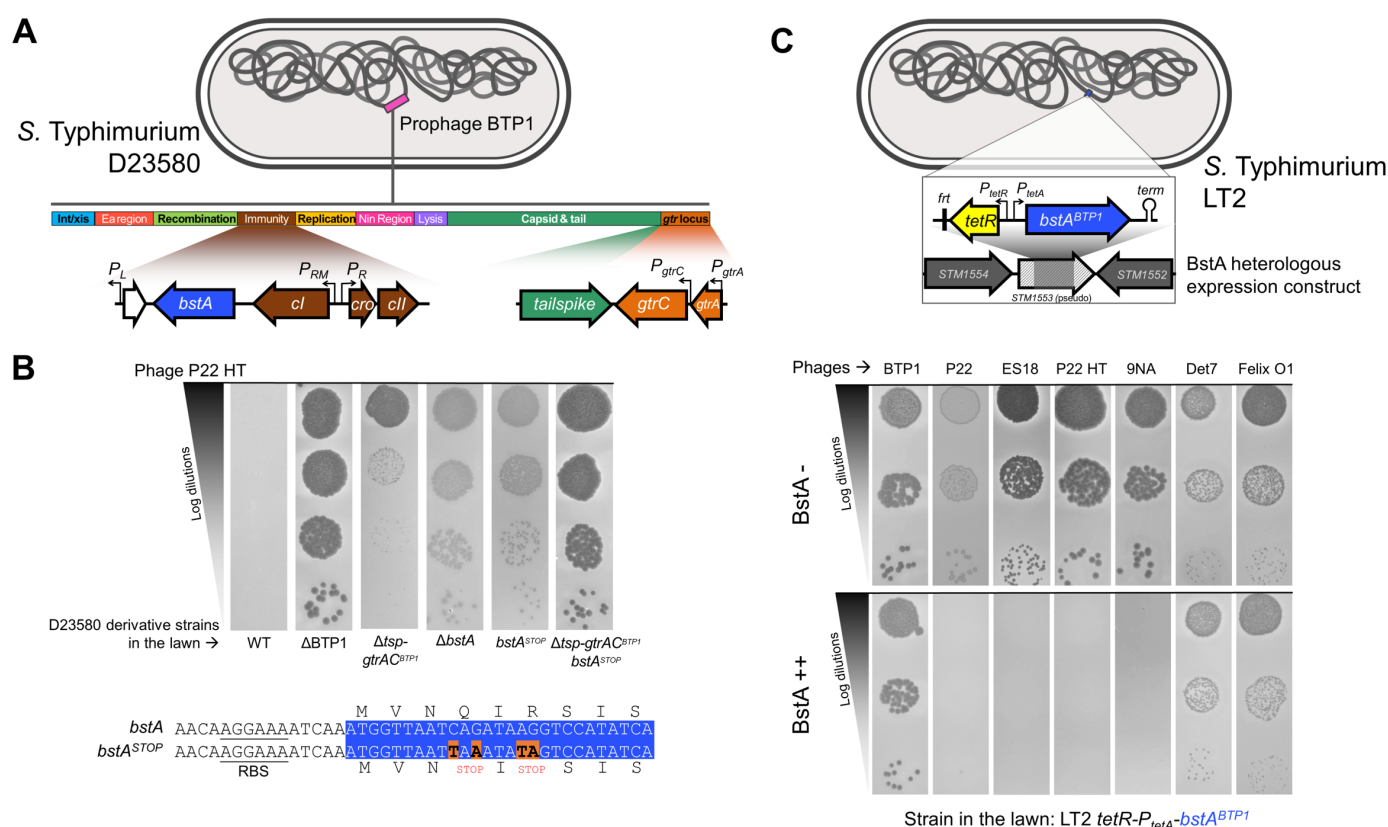 A
Prophage BTP1
S. Typhimurium
D23580
Int/xis Ea region Recombination Immunity Replication Nin Region Lysis Capsid & tail gtr locus
PL PRM PR PgtrC PgtrA
bstA cI cro cII tailspike gtrC gtrA
B
Phage P22 HT
Log dilutions
D23580 derivative strains
in the lawn →
WT ΔBTP1 Δtsp- ΔbstA bstASTOP Δtsp-gtrACBTP1
gtrACBTP1 bstASTOP
M V N Q I R S I S
bstA AACAAGGAAAATCAAATGGTTAATCAGATAAGGTCCATATCA
bstASTOP AACAAGGAAAATCAAATGGTTAATTAAATATAGTCCATATCA
RBS M V N STOP I STOP S I S
C
S. Typhimurium
LT2
frt PtetR PtetA term
tetR bstABTP1
STM1554 STM1552
STM1553 (pseudo)
BstA heterologous
expression construct
Phages → BTP1 P22 ES18 P22 HT 9NA Det7 Felix O1
BstA -
Log dilutions
BstA ++
Log dilutions
Strain in the lawn: LT2 tetR-PtetA-bstABTP1